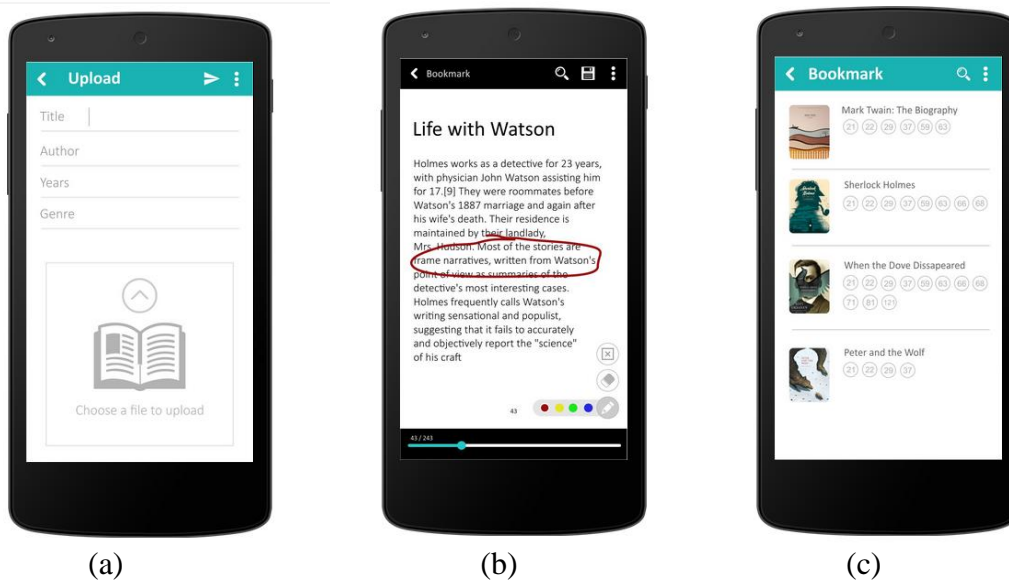 Upload
Title
Author
Years
Genre
Choose a file to upload
(a)
Bookmark
Life with Watson
Holmes works as a detective for 23 years,
with physician John Watson assisting him
for 17.[9] They were roommates before
Watson's 1887 marriage and again after
his wife's death. Their residence is
maintained by their landlady,
Mrs. Hudson. Most of the stories are
frame narratives, written from Watson's
point of view as summaries of the
detective's most interesting cases.
Holmes frequently calls Watson's
writing sensational and populist,
suggesting that it fails to accurately
and objectively report the "science"
of his craft
43
43 / 243
(b)
Bookmark
Mark Twain: The Biography
21 22 29 37 59 63
Sherlock Holmes
21 22 29 37 59 63 66 68
When the Dove Dissapeared
21 22 29 37 59 63 66 68
71 81 121
Peter and the Wolf
21 22 29 37
(c)